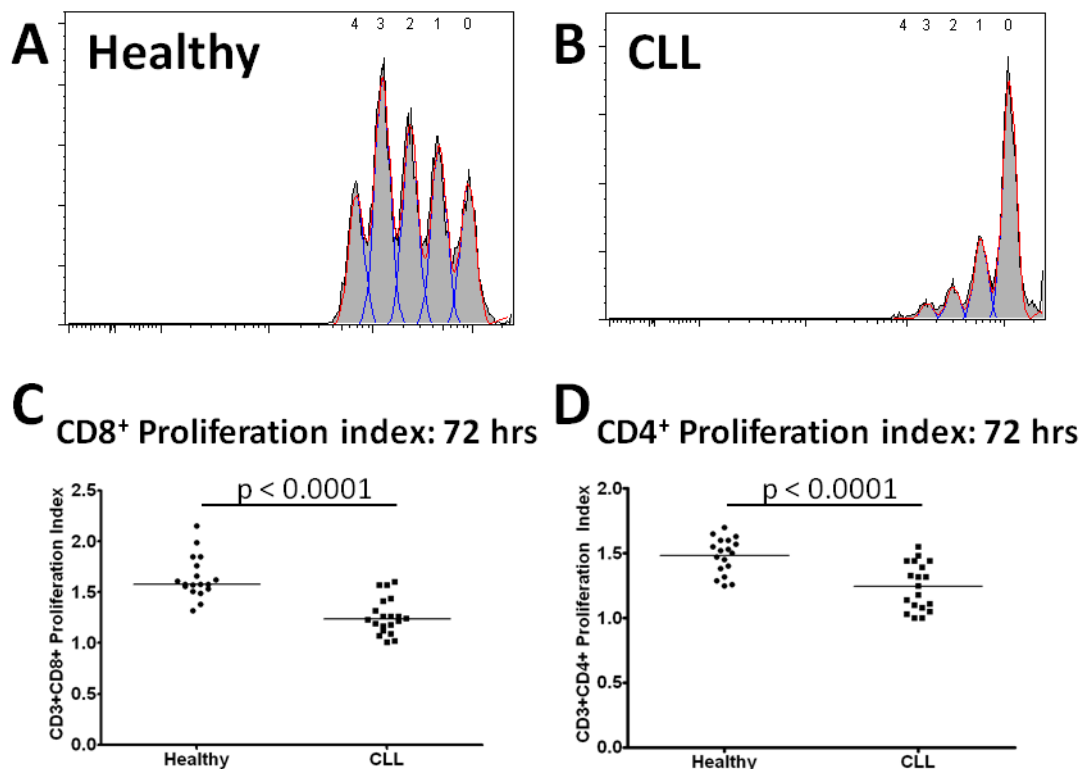 A Healthy
4 3 2 1 0
B CLL
4 3 2 1 0
C
CD8⁺ Proliferation index: 72 hrs
p < 0.0001
CD3+CD8+ Proliferation Index
2.5
2.0
1.5
1.0
0.5
0.0
Healthy CLL
D
CD4⁺ Proliferation index: 72 hrs
p < 0.0001
CD3+CD4+ Proliferation Index
2.0
1.5
1.0
0.5
0.0
Healthy CLL